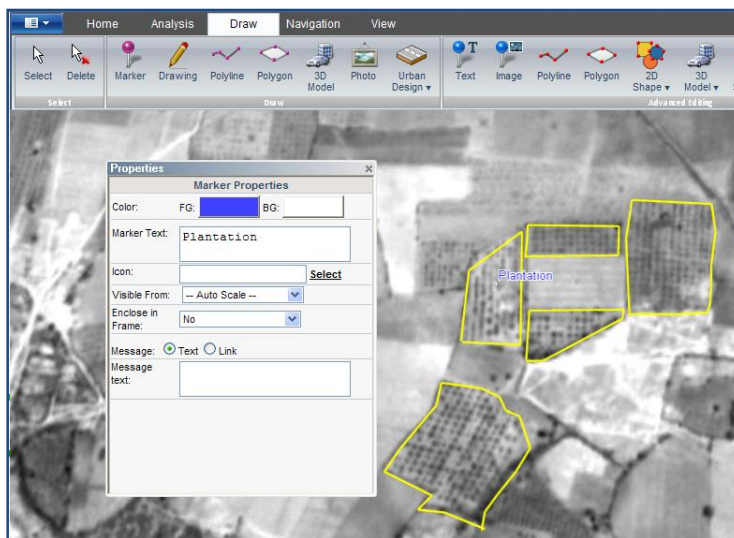 Home Analysis Draw Navigation View
Select Delete Marker Drawing Polyline Polygon 3D Model Photo Urban Design Text Image Polyline Polygon 2D Shape 3D Model
Select Draw Advanced Editing
Properties
Marker Properties
Color: FG: BG:
Marker Text: Plantation
Icon: Select
Visible From: -- Auto Scale --
Enclose in Frame: No
Message: Text Link
Message text:
Plantation